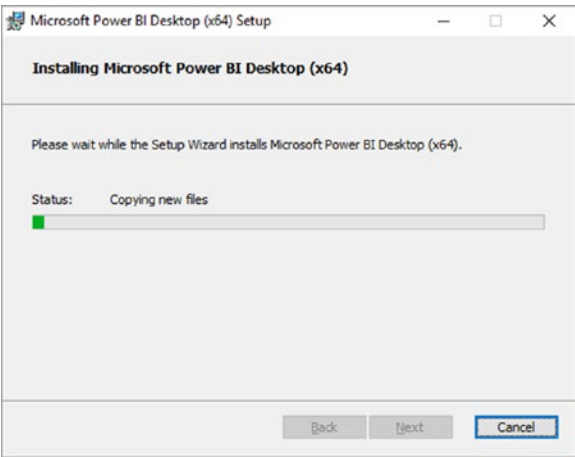 Microsoft Power BI Desktop (x64) Setup
Installing Microsoft Power BI Desktop (x64)
Please wait while the Setup Wizard installs Microsoft Power BI Desktop (x64).
Status: Copying new files
Back Next Cancel